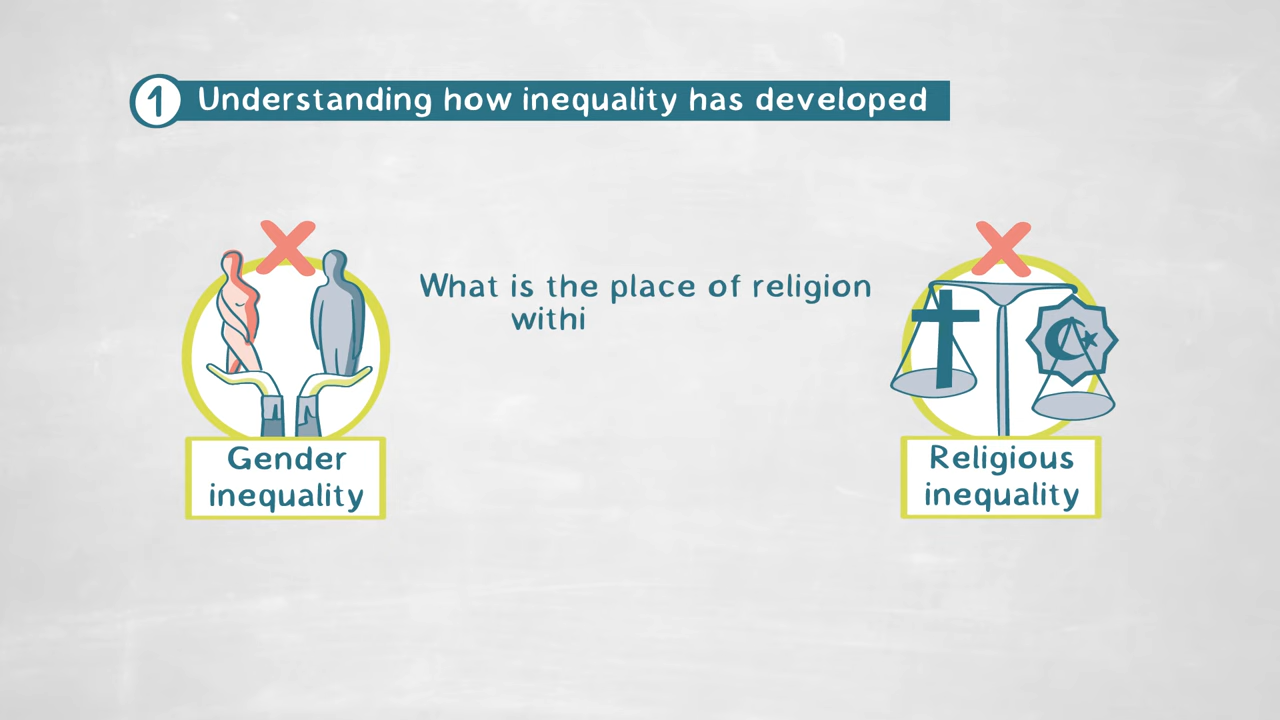 1 Understanding how inequality has developed
What is the place of religion
withi
Gender
inequality
Religious
inequality